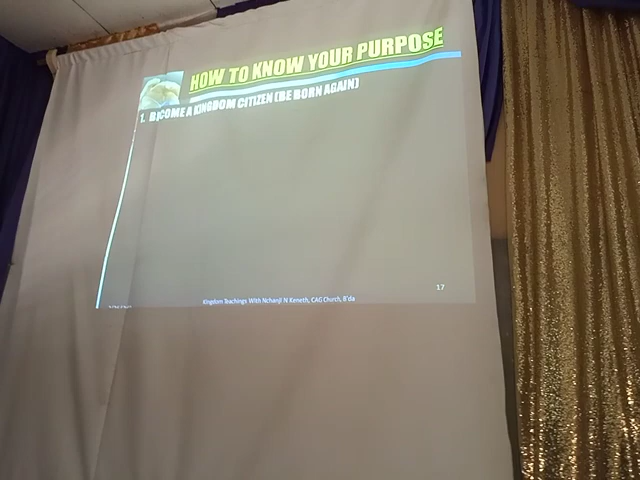 HOW TO KNOW YOUR PURPOSE
1. BECOME A KINGDOM CITIZEN (BE BORN AGAIN)
17
Kingdom Teachings With Nchanji N Keneth, CAG Church, B'da